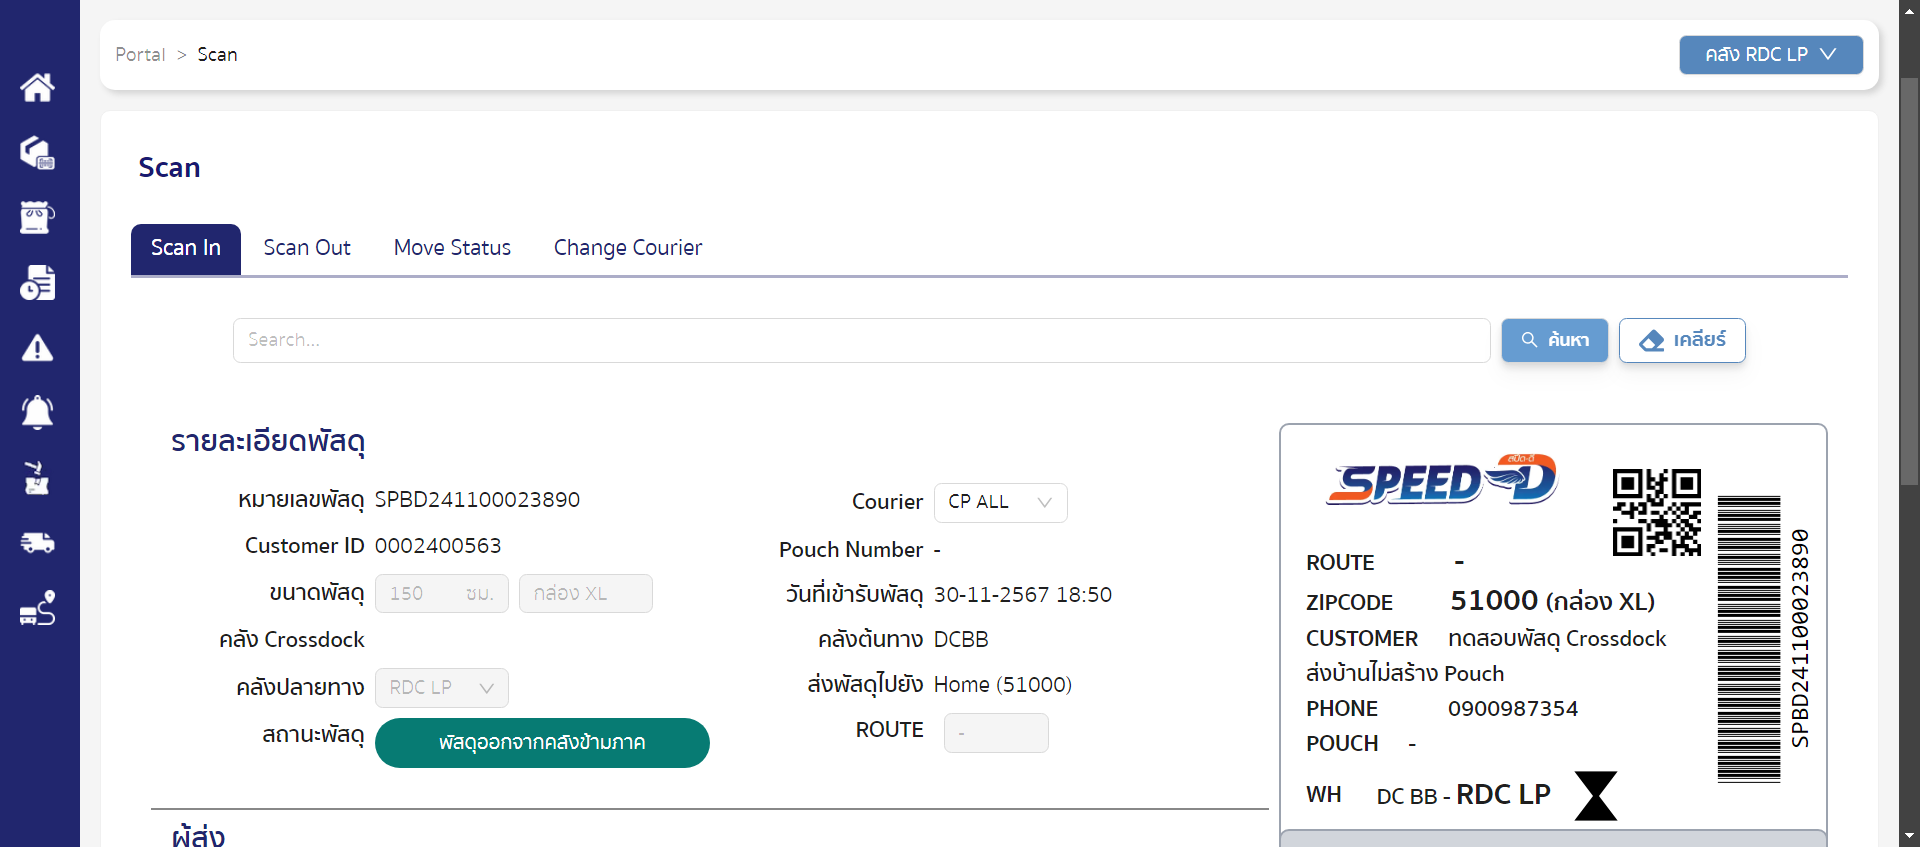 Portal > Scan
คลัง RDC LP
Scan
Scan In
Scan Out
Move Status
Change Courier
Search...
ค้นหา
เคลียร์
รายละเอียดพัสดุ
หมายเลขพัสดุ SPBD241100023890
Customer ID 0002400563
ขนาดพัสดุ 150 ซม. กล่อง XL
คลัง Crossdock
คลังปลายทาง RDC LP
สถานะพัสดุ พัสดุออกจากคลังข้ามภาค
Courier CP ALL
Pouch Number -
วันที่เข้ารับพัสดุ 30-11-2567 18:50
คลังต้นทาง DCBB
ส่งพัสดุไปยัง Home (51000)
ROUTE -
ผู้ส่ง
สปีด-ดี
SPEED-D
ROUTE -
ZIPCODE 51000 (กล่อง XL)
CUSTOMER ทดสอบพัสดุ Crossdock
ส่งบ้านไม่สร้าง Pouch
PHONE 0900987354
POUCH -
WH DC BB - RDC LP
SPBD241100023890